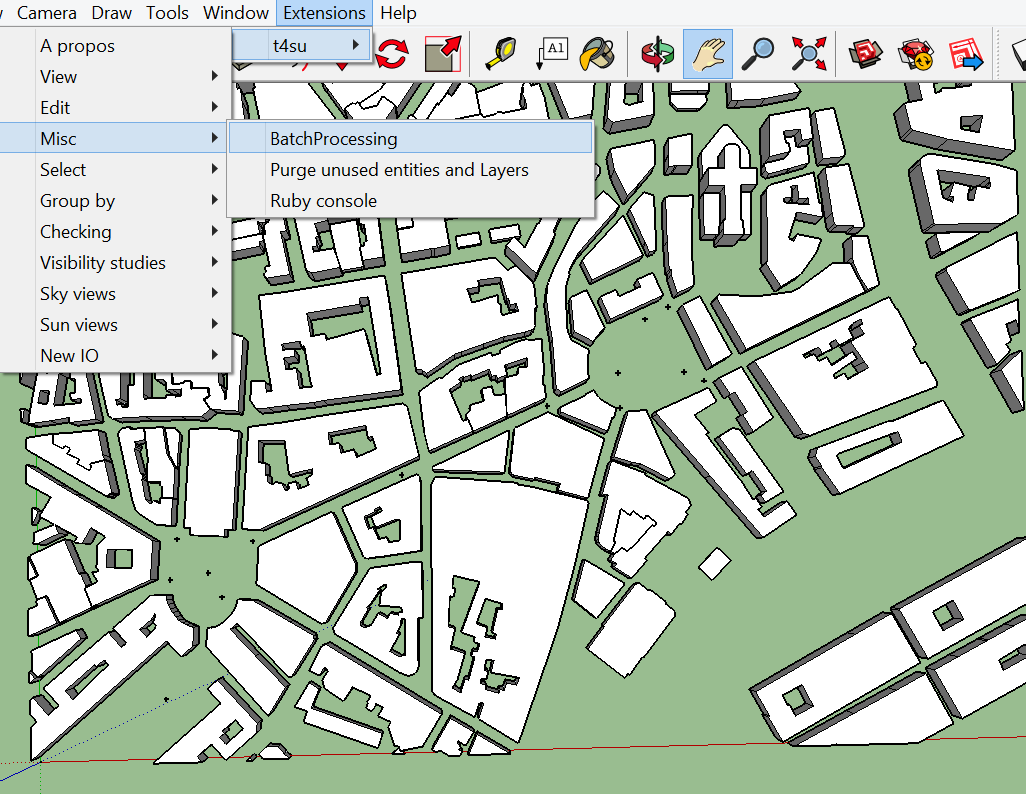 Camera Draw Tools Window Extensions Help
t4su
A1
A propos
View
Edit
Misc
BatchProcessing
Select
Purge unused entities and Layers
Group by
Ruby console
Checking
Visibility studies
Sky views
Sun views
New IO